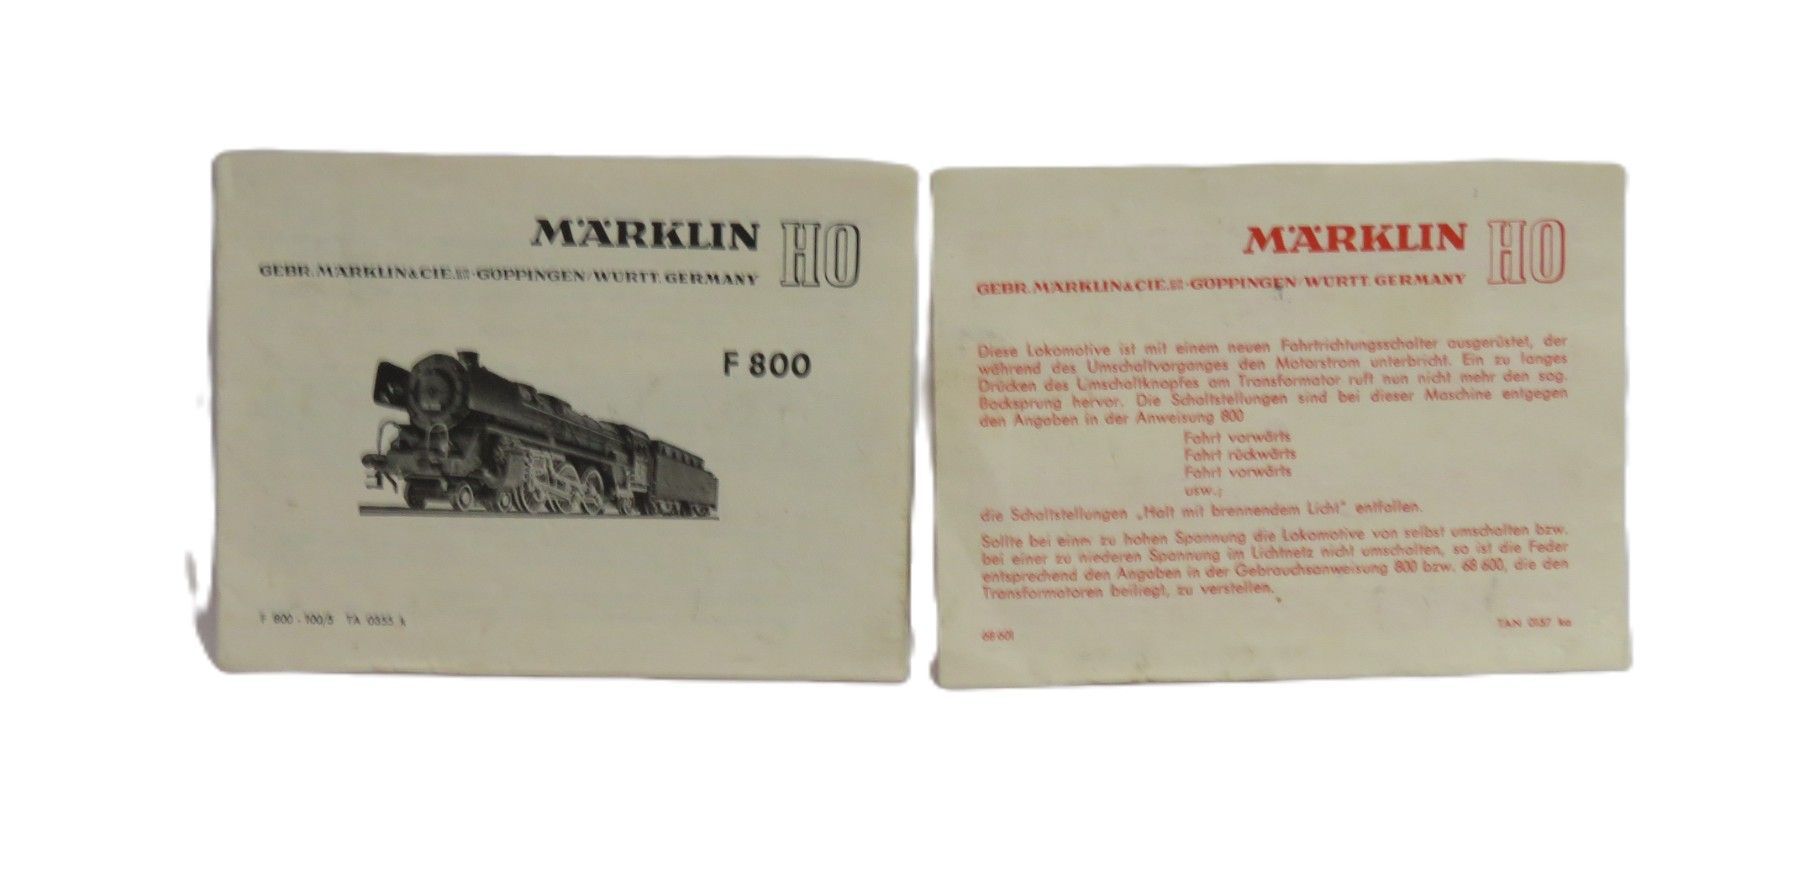 MÄRKLIN HO
GEBR. MÄRKLIN & CIE. · GÖPPINGEN/WÜRTT. GERMANY
F 800
F 800 - 100/5 TA 0355 k
MÄRKLIN HO
GEBR. MÄRKLIN & CIE. · GÖPPINGEN/WÜRTT. GERMANY
Diese Lokomotive ist mit einem neuen Fahrtrichtungsschalter ausgerüstet, der
während des Umschaltvorganges den Motorstrom unterbricht. Ein zu langes
Drücken des Umschaltknopfes am Transformator ruft nun nicht mehr den sog.
Bocksprung hervor. Die Schaltstellungen sind bei dieser Maschine entgegen
den Angaben in der Anweisung 800
Fahrt vorwärts
Fahrt rückwärts
Fahrt vorwärts
usw.;
die Schaltstellungen „Halt mit brennendem Licht" entfallen.
Sollte bei einm zu hohen Spannung die Lokomotive von selbst umschalten bzw.
bei einer zu niederen Spannung im Lichtnetz nicht umschalten, so ist die Feder
entsprechend den Angaben in der Gebrauchsanweisung 800 bzw. 68 600, die den
Transformatoren beiliegt, zu verstellen.
68 601
TAN 0157 ka